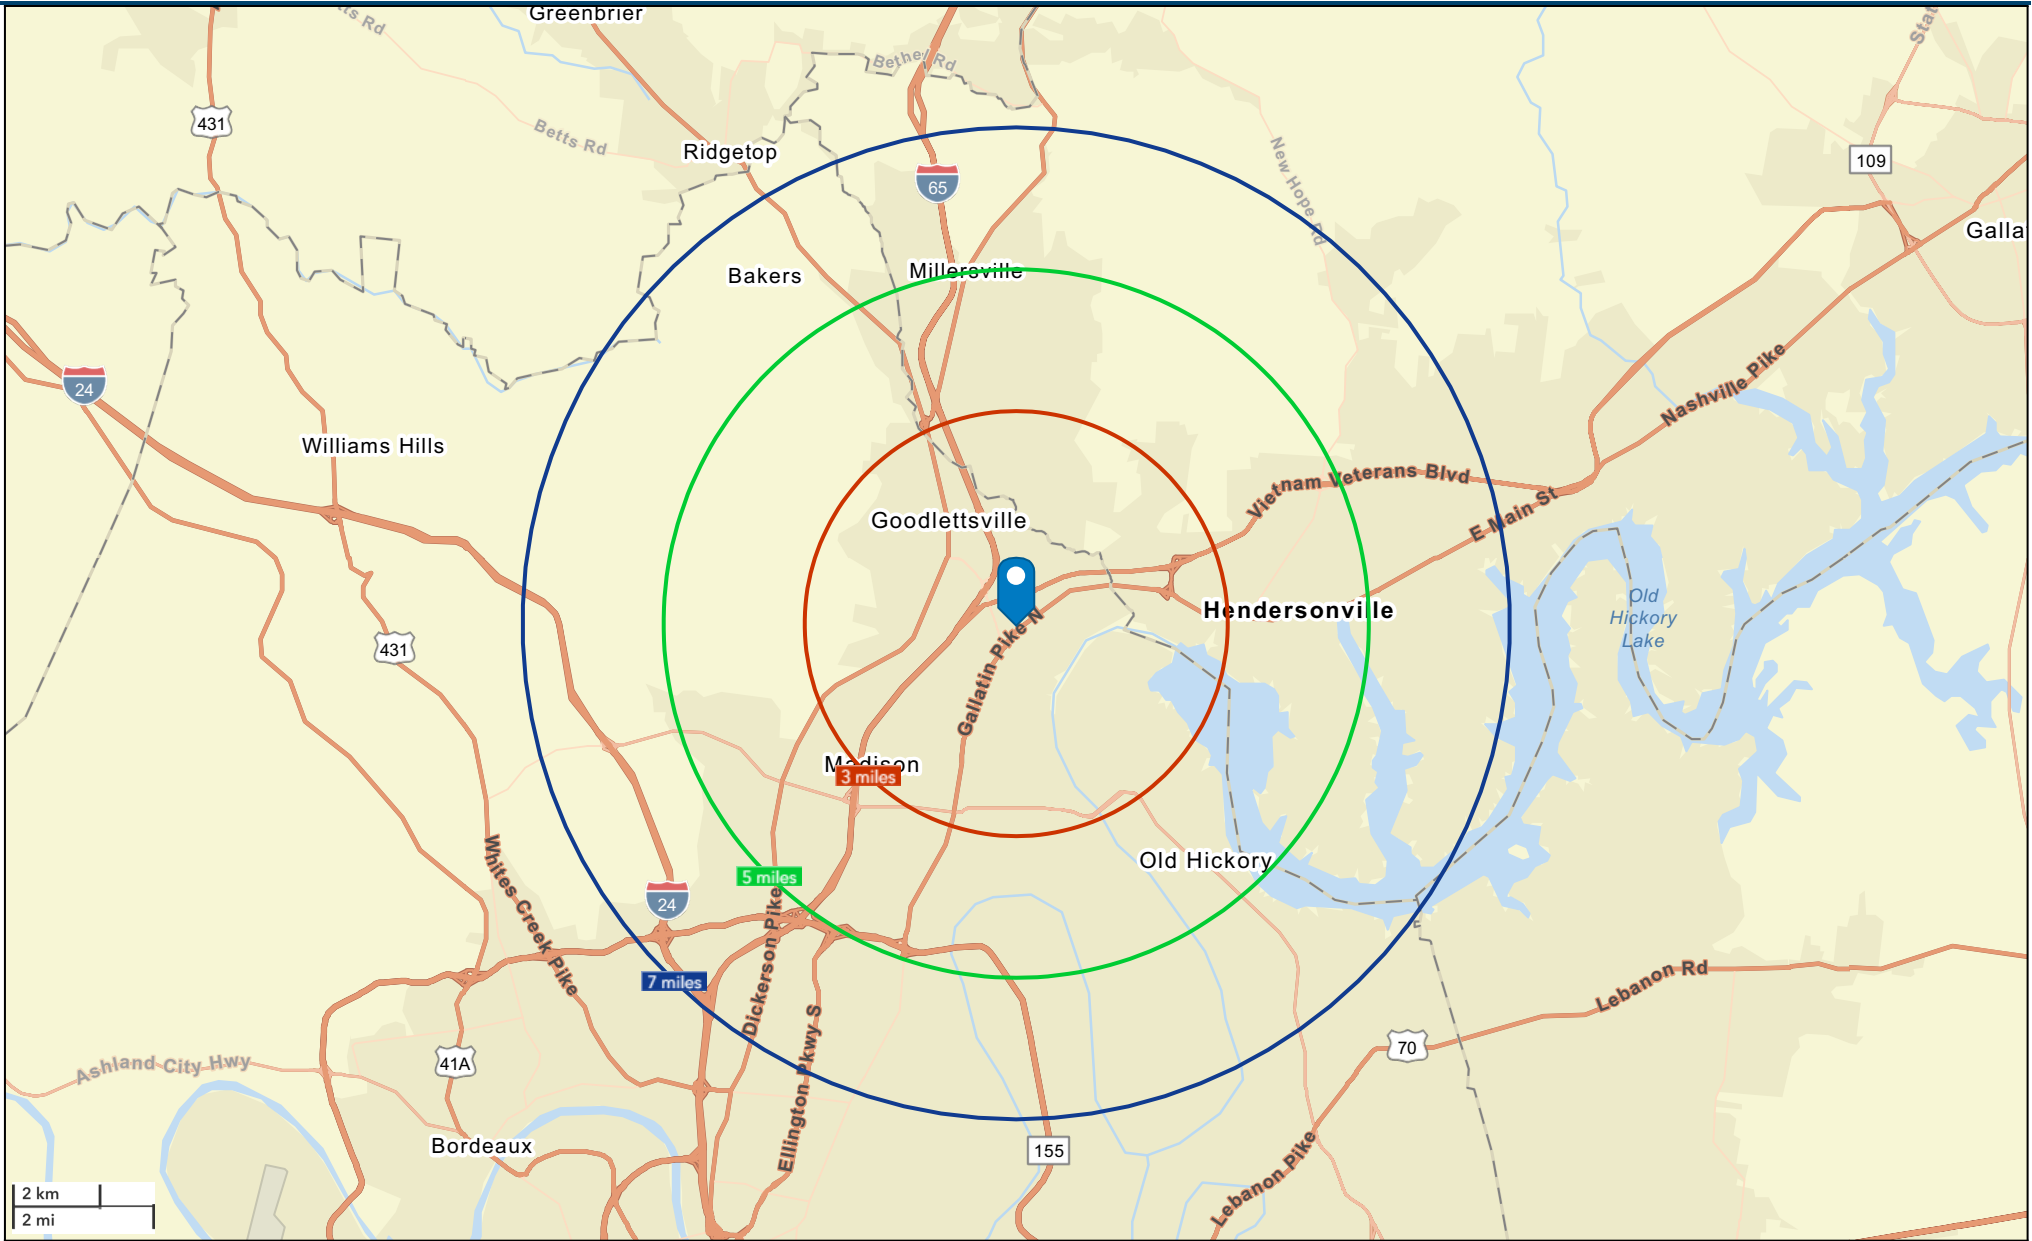 Greenbrier
tts Rd
Bethel Rd
Stat
431
Betts Rd
Ridgetop
New Hope Rd
109
65
Galla
Bakers
Millersville
24
Nashville Pike
Williams Hills
Vietnam Veterans Blvd
E Main St
Goodlettsville
Hendersonville
Old
Hickory
Lake
431
Gallatin Pike N
Madison
3 miles
Old Hickory
5 miles
Whites Creek Pike
24
Dickerson Pike
7 miles
Lebanon Rd
Ellington Pkwy S
70
Ashland City Hwy
41A
Bordeaux
155
Lebanon Pike
2 km
2 mi